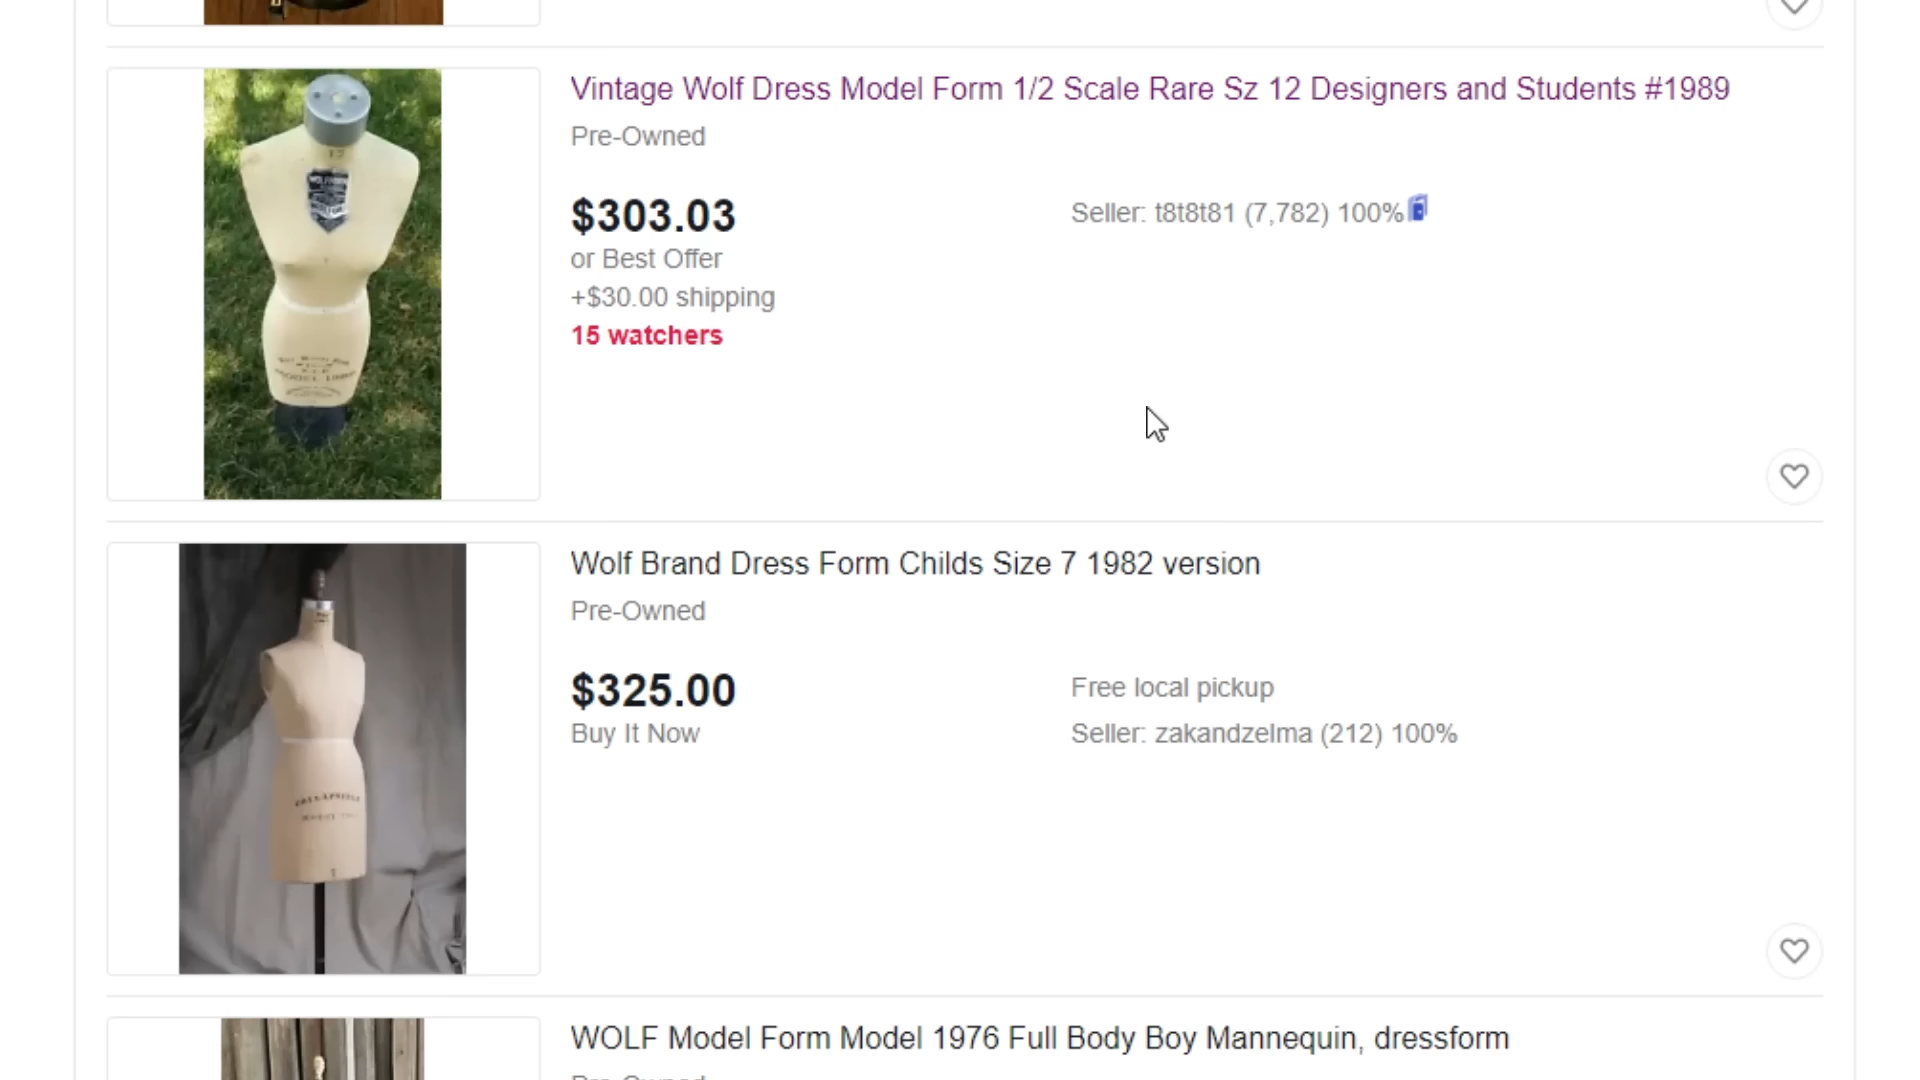 Vintage Wolf Dress Model Form 1/2 Scale Rare Sz 12 Designers and Students #1989
Pre-Owned
$303.03
Seller: t8t8t81 (7,782) 100%
or Best Offer
+$30.00 shipping
15 watchers
Wolf Brand Dress Form Childs Size 7 1982 version
Pre-Owned
$325.00
Free local pickup
Buy It Now
Seller: zakandzelma (212) 100%
WOLF Model Form Model 1976 Full Body Boy Mannequin, dressform